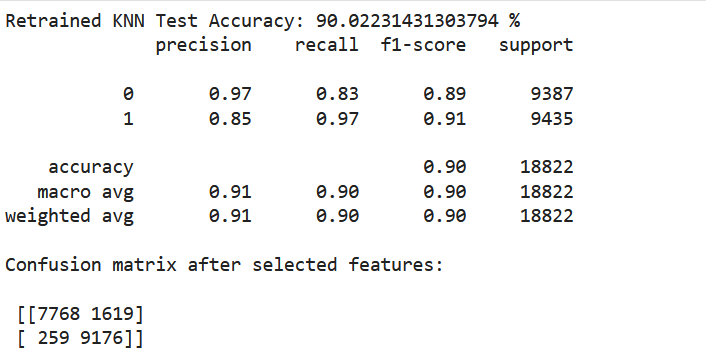 Retrained KNN Test Accuracy: 90.02231431303794 %
              precision    recall  f1-score   support

           0       0.97      0.83      0.89      9387
           1       0.85      0.97      0.91      9435

    accuracy                           0.90     18822
   macro avg       0.91      0.90      0.90     18822
weighted avg       0.91      0.90      0.90     18822

Confusion matrix after selected features:

 [[7768 1619]
 [ 259 9176]]